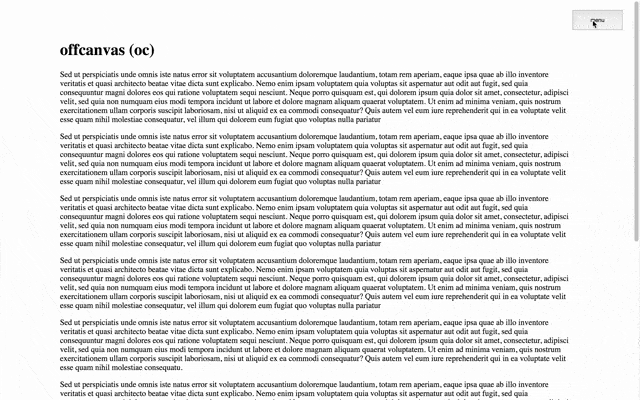 menu
offcanvas (oc)
Sed ut perspiciatis unde omnis iste natus error sit voluptatem accusantium doloremque laudantium, totam rem aperiam, eaque ipsa quae ab illo inventore
veritatis et quasi architecto beatae vitae dicta sunt explicabo. Nemo enim ipsam voluptatem quia voluptas sit aspernatur aut odit aut fugit, sed quia
consequuntur magni dolores eos qui ratione voluptatem sequi nesciunt. Neque porro quisquam est, qui dolorem ipsum quia dolor sit amet, consectetur, adipisci
velit, sed quia non numquam eius modi tempora incidunt ut labore et dolore magnam aliquam quaerat voluptatem. Ut enim ad minima veniam, quis nostrum
exercitationem ullam corporis suscipit laboriosam, nisi ut aliquid ex ea commodi consequatur? Quis autem vel eum iure reprehenderit qui in ea voluptate velit
esse quam nihil molestiae consequatur, vel illum qui dolorem eum fugiat quo voluptas nulla pariatur
Sed ut perspiciatis unde omnis iste natus error sit voluptatem accusantium doloremque laudantium, totam rem aperiam, eaque ipsa quae ab illo inventore
veritatis et quasi architecto beatae vitae dicta sunt explicabo. Nemo enim ipsam voluptatem quia voluptas sit aspernatur aut odit aut fugit, sed quia
consequuntur magni dolores eos qui ratione voluptatem sequi nesciunt. Neque porro quisquam est, qui dolorem ipsum quia dolor sit amet, consectetur, adipisci
velit, sed quia non numquam eius modi tempora incidunt ut labore et dolore magnam aliquam quaerat voluptatem. Ut enim ad minima veniam, quis nostrum
exercitationem ullam corporis suscipit laboriosam, nisi ut aliquid ex ea commodi consequatur? Quis autem vel eum iure reprehenderit qui in ea voluptate velit
esse quam nihil molestiae consequatur, vel illum qui dolorem eum fugiat quo voluptas nulla pariatur
Sed ut perspiciatis unde omnis iste natus error sit voluptatem accusantium doloremque laudantium, totam rem aperiam, eaque ipsa quae ab illo inventore
veritatis et quasi architecto beatae vitae dicta sunt explicabo. Nemo enim ipsam voluptatem quia voluptas sit aspernatur aut odit aut fugit, sed quia
consequuntur magni dolores eos qui ratione voluptatem sequi nesciunt. Neque porro quisquam est, qui dolorem ipsum quia dolor sit amet, consectetur, adipisci
velit, sed quia non numquam eius modi tempora incidunt ut labore et dolore magnam aliquam quaerat voluptatem. Ut enim ad minima veniam, quis nostrum
exercitationem ullam corporis suscipit laboriosam, nisi ut aliquid ex ea commodi consequatur? Quis autem vel eum iure reprehenderit qui in ea voluptate velit
esse quam nihil molestiae consequatur, vel illum qui dolorem eum fugiat quo voluptas nulla pariatur
Sed ut perspiciatis unde omnis iste natus error sit voluptatem accusantium doloremque laudantium, totam rem aperiam, eaque ipsa quae ab illo inventore
veritatis et quasi architecto beatae vitae dicta sunt explicabo. Nemo enim ipsam voluptatem quia voluptas sit aspernatur aut odit aut fugit, sed quia
consequuntur magni dolores eos qui ratione voluptatem sequi nesciunt. Neque porro quisquam est, qui dolorem ipsum quia dolor sit amet, consectetur, adipisci
velit, sed quia non numquam eius modi tempora incidunt ut labore et dolore magnam aliquam quaerat voluptatem. Ut enim ad minima veniam, quis nostrum
exercitationem ullam corporis suscipit laboriosam, nisi ut aliquid ex ea commodi consequatur? Quis autem vel eum iure reprehenderit qui in ea voluptate velit
esse quam nihil molestiae consequatur, vel illum qui dolorem eum fugiat quo voluptas nulla pariatur
Sed ut perspiciatis unde omnis iste natus error sit voluptatem accusantium doloremque laudantium, totam rem aperiam, eaque ipsa quae ab illo inventore
veritatis et quasi architecto beatae vitae dicta sunt explicabo. Nemo enim ipsam voluptatem quia voluptas sit aspernatur aut odit aut fugit, sed quia
consequuntur magni dolores eos qui ratione voluptatem sequi nesciunt. Neque porro quisquam est, qui dolorem ipsum quia dolor sit amet, consectetur, adipisci
velit, sed quia non numquam eius modi tempora incidunt ut labore et dolore magnam aliquam quaerat voluptatem. Ut enim ad minima veniam, quis nostrum
exercitationem ullam corporis suscipit laboriosam, nisi ut aliquid ex ea commodi consequatur? Quis autem vel eum iure reprehenderit qui in ea voluptate velit
esse quam nihil molestiae consequatu.
Sed ut perspiciatis unde omnis iste natus error sit voluptatem accusantium doloremque laudantium, totam rem aperiam, eaque ipsa quae ab illo inventore